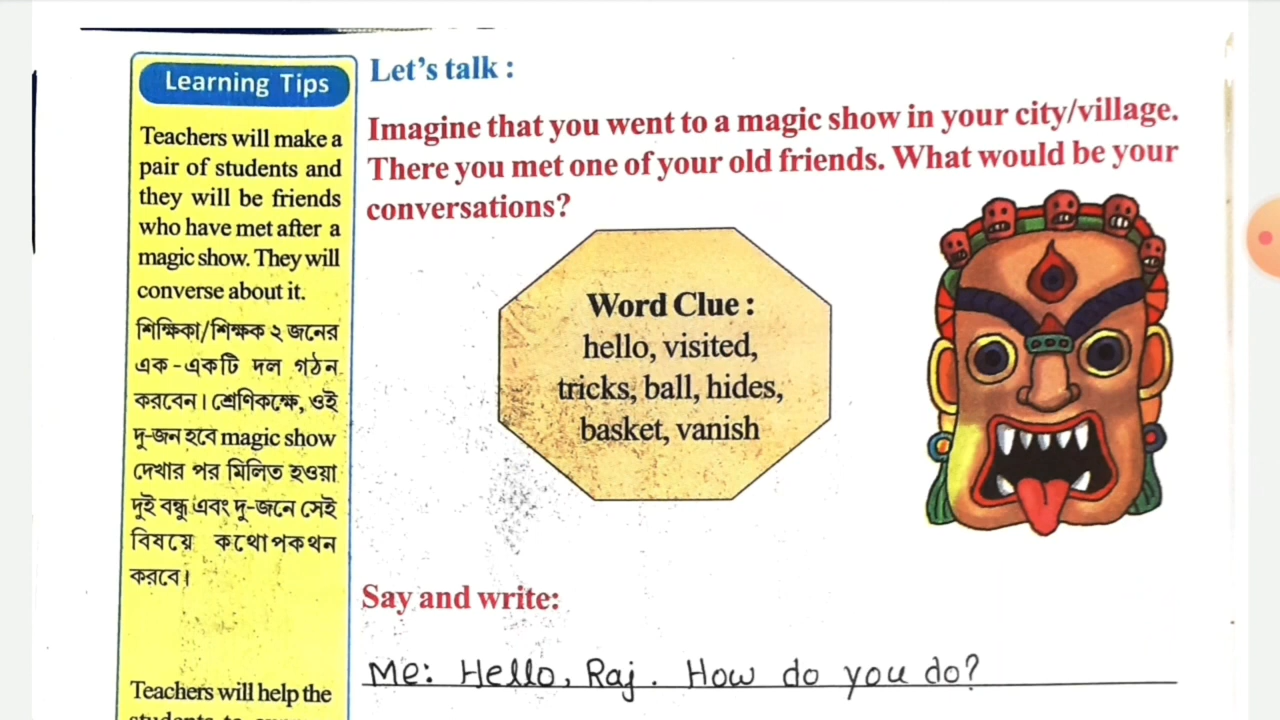 Learning Tips
Teachers will make a
pair of students and
they will be friends
who have met after a
magic show. They will
converse about it.
শিক্ষিকা/শিক্ষক ২ জনের
এক-একটি দল গঠন
করবেন। শ্রেণিকক্ষে, ওই
দু-জন হবে magic show
দেখার পর মিলিত হওয়া
দুই বন্ধু এবং দু-জনে সেই
বিষয়ে কথোপকথন
করবে।
Teachers will help the
Let's talk :
Imagine that you went to a magic show in your city/village.
There you met one of your old friends. What would be your
conversations?
Word Clue :
hello, visited,
tricks, ball, hides,
basket, vanish
Say and write:
Me: Hello, Raj. How do you do?